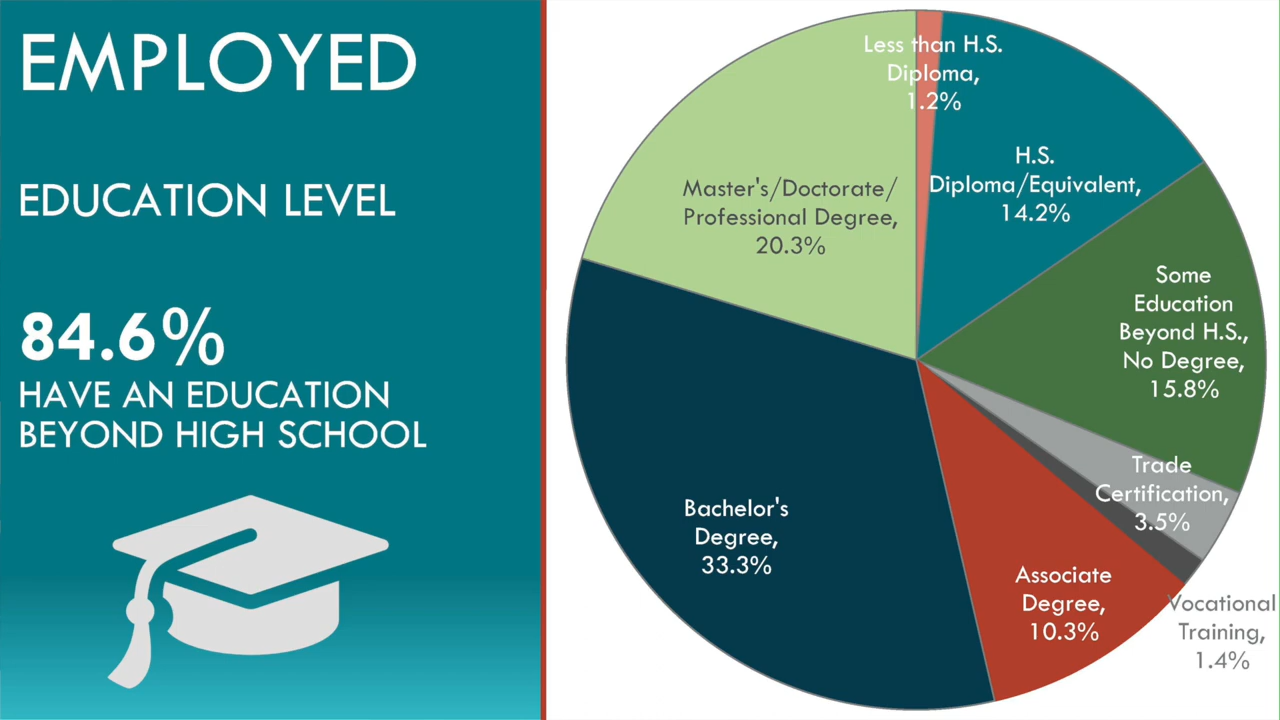 EMPLOYED
EDUCATION LEVEL
84.6%
HAVE AN EDUCATION
BEYOND HIGH SCHOOL
Less than H.S.
Diploma,
1.2%
H.S.
Diploma/Equivalent,
14.2%
Some
Education
Beyond H.S.,
No Degree,
15.8%
Trade
Certification,
3.5%
Vocational
Training,
1.4%
Associate
Degree,
10.3%
Bachelor's
Degree,
33.3%
Master's/Doctorate/
Professional Degree,
20.3%